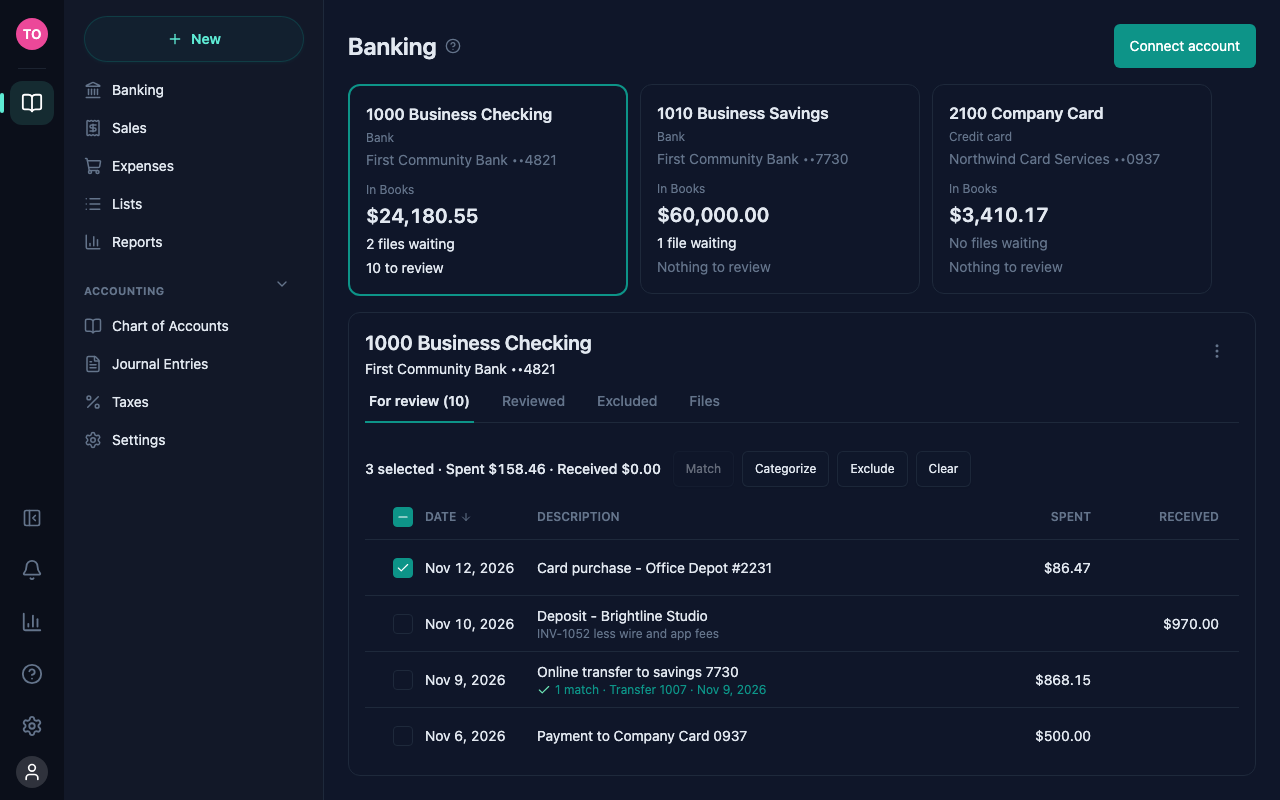 TO
New
Banking
Sales
Expenses
Lists
Reports
ACCOUNTING
Chart of Accounts
Journal Entries
Taxes
Settings
Banking
Connect account
1000 Business Checking
Bank
First Community Bank ••4821
In Books
$24,180.55
2 files waiting
10 to review
1010 Business Savings
Bank
First Community Bank ••7730
In Books
$60,000.00
1 file waiting
Nothing to review
2100 Company Card
Credit card
Northwind Card Services ••0937
In Books
$3,410.17
No files waiting
Nothing to review
1000 Business Checking
First Community Bank ••4821
For review (10) Reviewed Excluded Files
3 selected · Spent $158.46 · Received $0.00 Match Categorize Exclude Clear
DATE DESCRIPTION SPENT RECEIVED
Nov 12, 2026 Card purchase - Office Depot #2231 $86.47
Nov 10, 2026 Deposit - Brightline Studio $970.00
INV-1052 less wire and app fees
Nov 9, 2026 Online transfer to savings 7730 $868.15
1 match · Transfer 1007 · Nov 9, 2026
Nov 6, 2026 Payment to Company Card 0937 $500.00